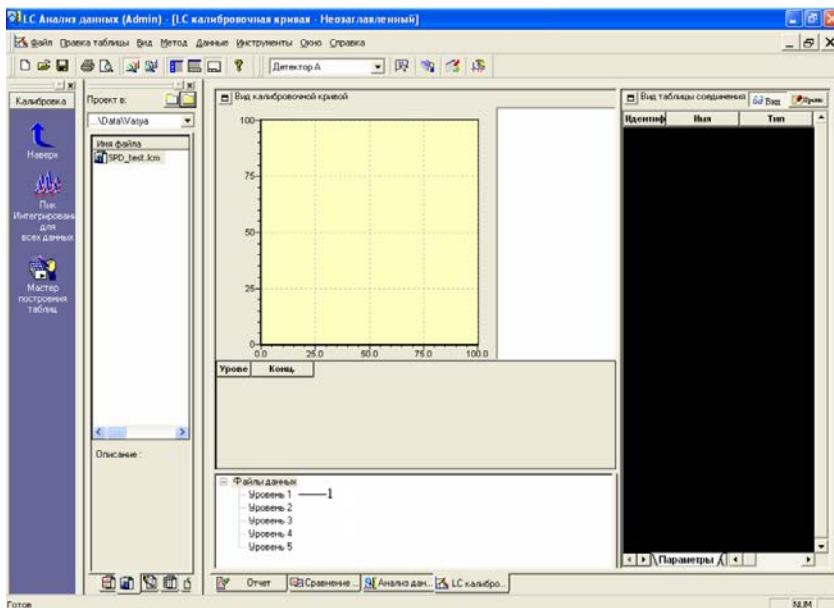 LC Анализ данных (Admin) - [LC калибровочная кривая - Неозаглавленный]
Файл Правка таблицы Вид Метод Данные Инструменты Окно Справка
Детектор A
Калибровка
Наверх
Пик
Интегрирован
для
всех данных
Мастер
построения
таблиц
Проект в:
...\Data\Vasya
Имя файла
SPD_test.lcm
Описание :
Вид калибровочной кривой
100
75
50
25
0
0.0 25.0 50.0 75.0 100.0
Урове Конц.
Файлы данных
Уровень 1 1
Уровень 2
Уровень 3
Уровень 4
Уровень 5
Вид таблицы соединения Вид
Идентиф Имя Тип
Параметры
Отчет Сравнение ... Анализ дан... LC калибро...
Готов NUM